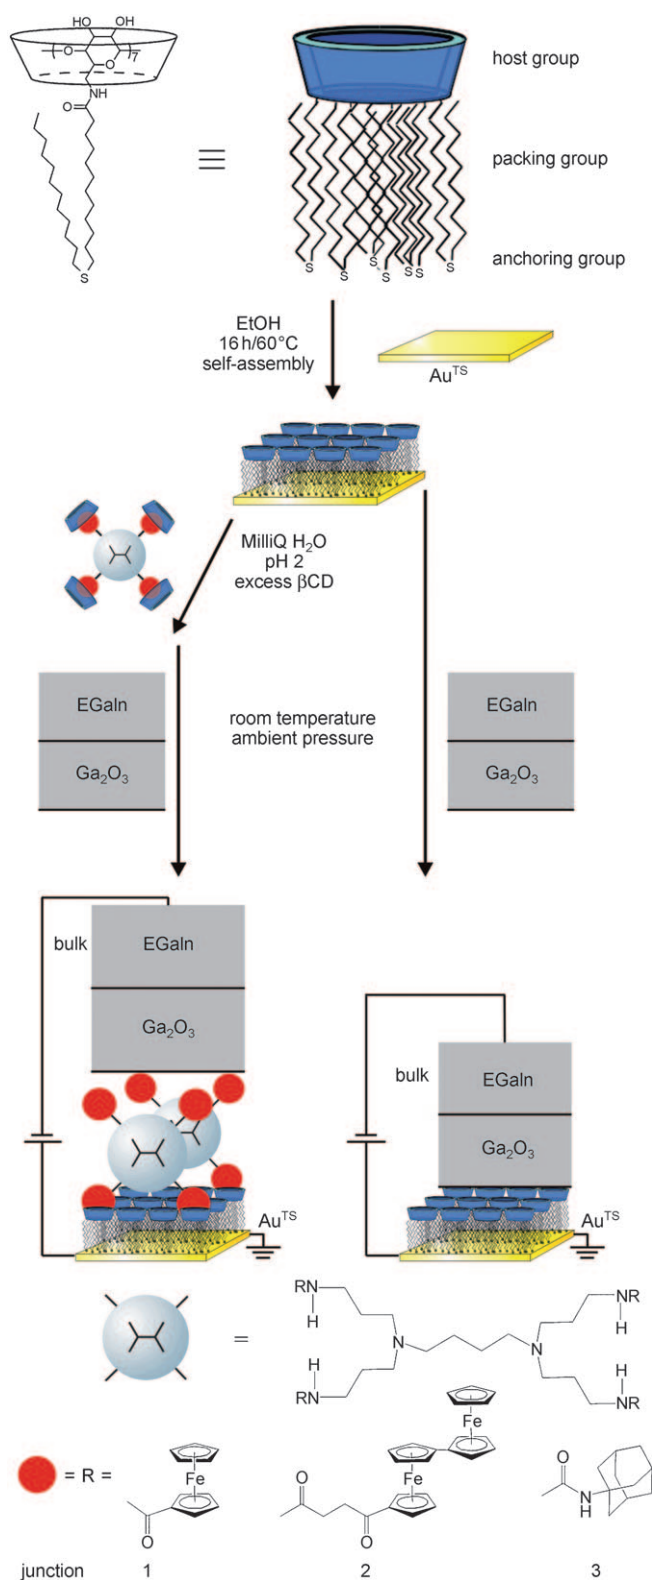 HO OH
O O 7
O NH
host group
packing group
S
anchoring group
S S S S S S S
EtOH
16 h/60°C
self-assembly
Au^TS
MilliQ H₂O
pH 2
excess βCD
EGaIn
Ga₂O₃
room temperature
ambient pressure
EGaIn
Ga₂O₃
bulk
EGaIn
Ga₂O₃
Au^TS
bulk
EGaIn
Ga₂O₃
Au^TS
=
RN NR
H H
N N
H H
RN NR
= R =
Fe
O
Fe
Fe
O O
O
N
H
junction 1 2 3